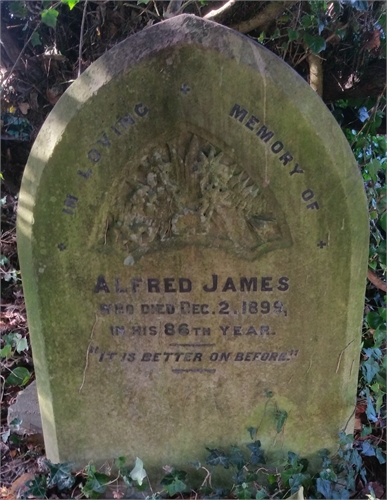 IN LOVING MEMORY OF
ALFRED JAMES
WHO DIED DEC. 2. 1899,
IN HIS 86TH YEAR.
"IT IS BETTER ON BEFORE."